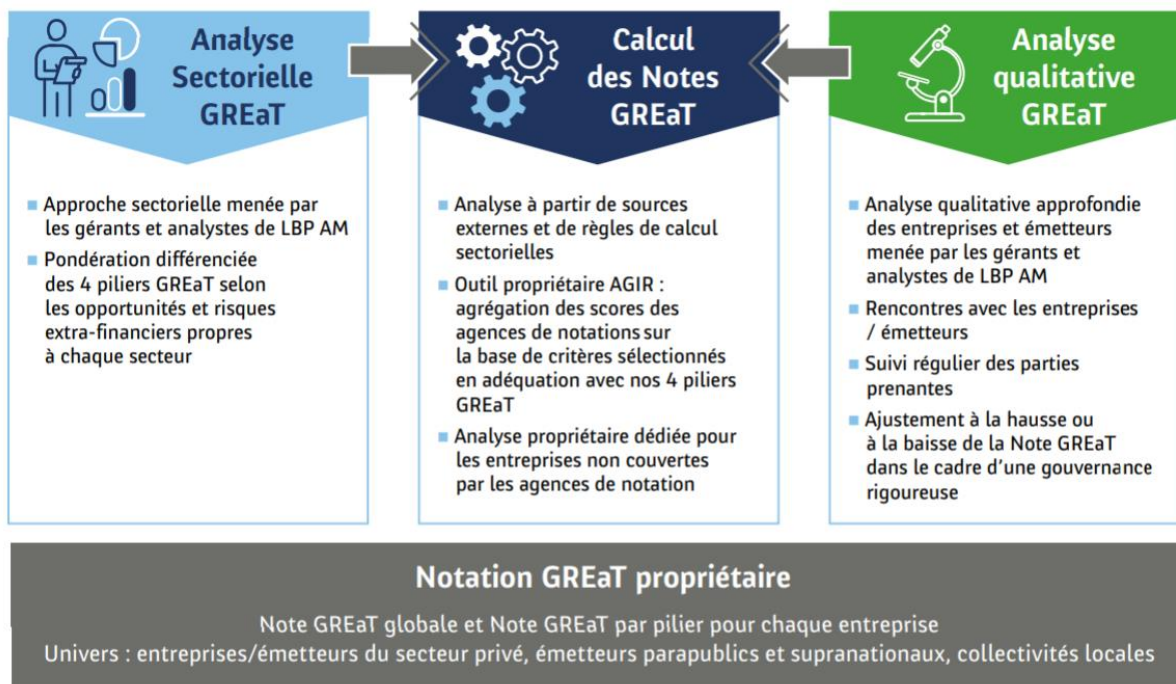 Analyse
Sectorielle
GREaT
Approche sectorielle menée par
les gérants et analystes de LBP AM
Pondération différenciée
des 4 piliers GREaT selon
les opportunités et risques
extra-financiers propres
à chaque secteur
Calcul
des Notes
GREaT
Analyse à partir de sources
externes et de règles de calcul
sectorielles
Outil propriétaire AGIR :
agrégation des scores des
agences de notations sur
la base de critères sélectionnés
en adéquation avec nos 4 piliers
GREaT
Analyse propriétaire dédiée pour
les entreprises non couvertes
par les agences de notation
Analyse
qualitative
GREaT
Analyse qualitative approfondie
des entreprises et émetteurs
menée par les gérants et
analystes de LBP AM
Rencontres avec les entreprises
/ émetteurs
Suivi régulier des parties
prenantes
Ajustement à la hausse ou
à la baisse de la Note GREaT
dans le cadre d'une gouvernance
rigoureuse
Notation GREaT propriétaire
Note GREaT globale et Note GREaT par pilier pour chaque entreprise
Univers : entreprises/émetteurs du secteur privé, émetteurs parapublics et supranationaux, collectivités locales